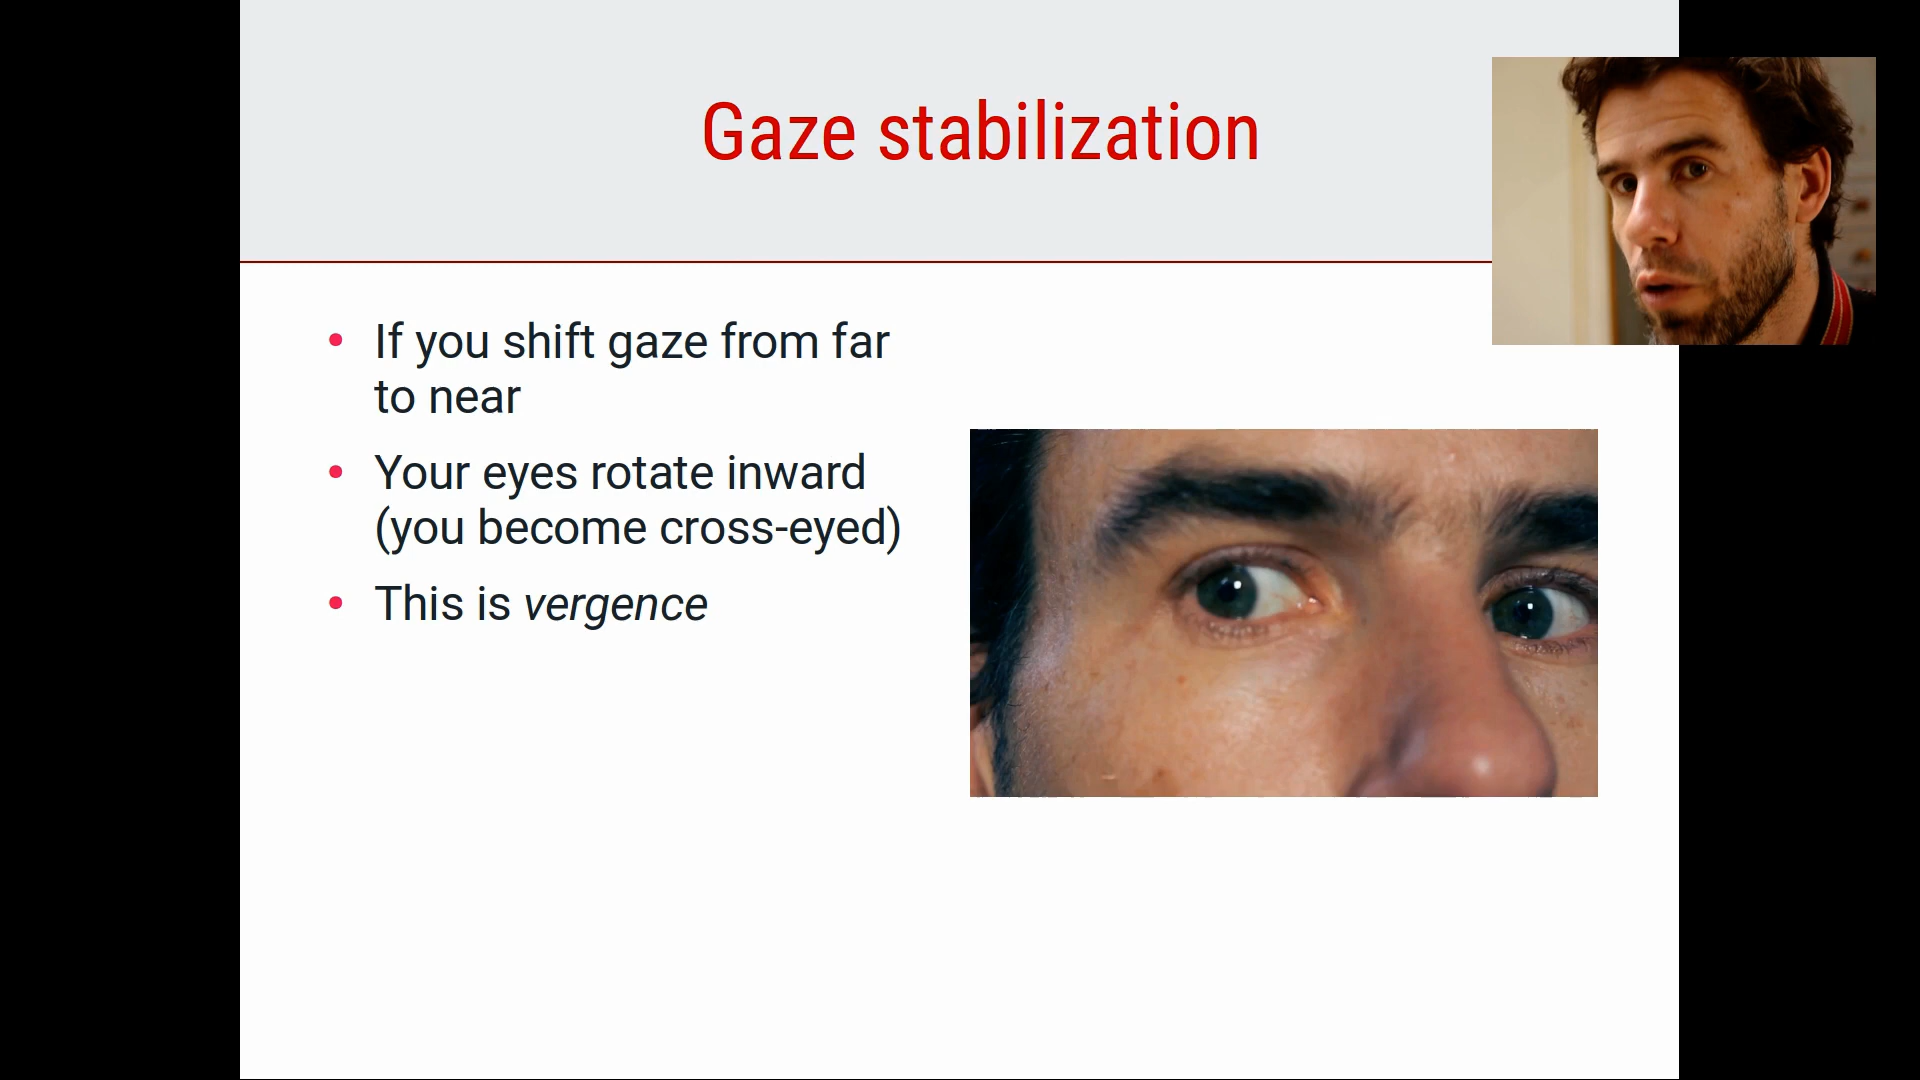 Gaze stabilization
• If you shift gaze from far
to near
• Your eyes rotate inward
(you become cross-eyed)
• This is vergence